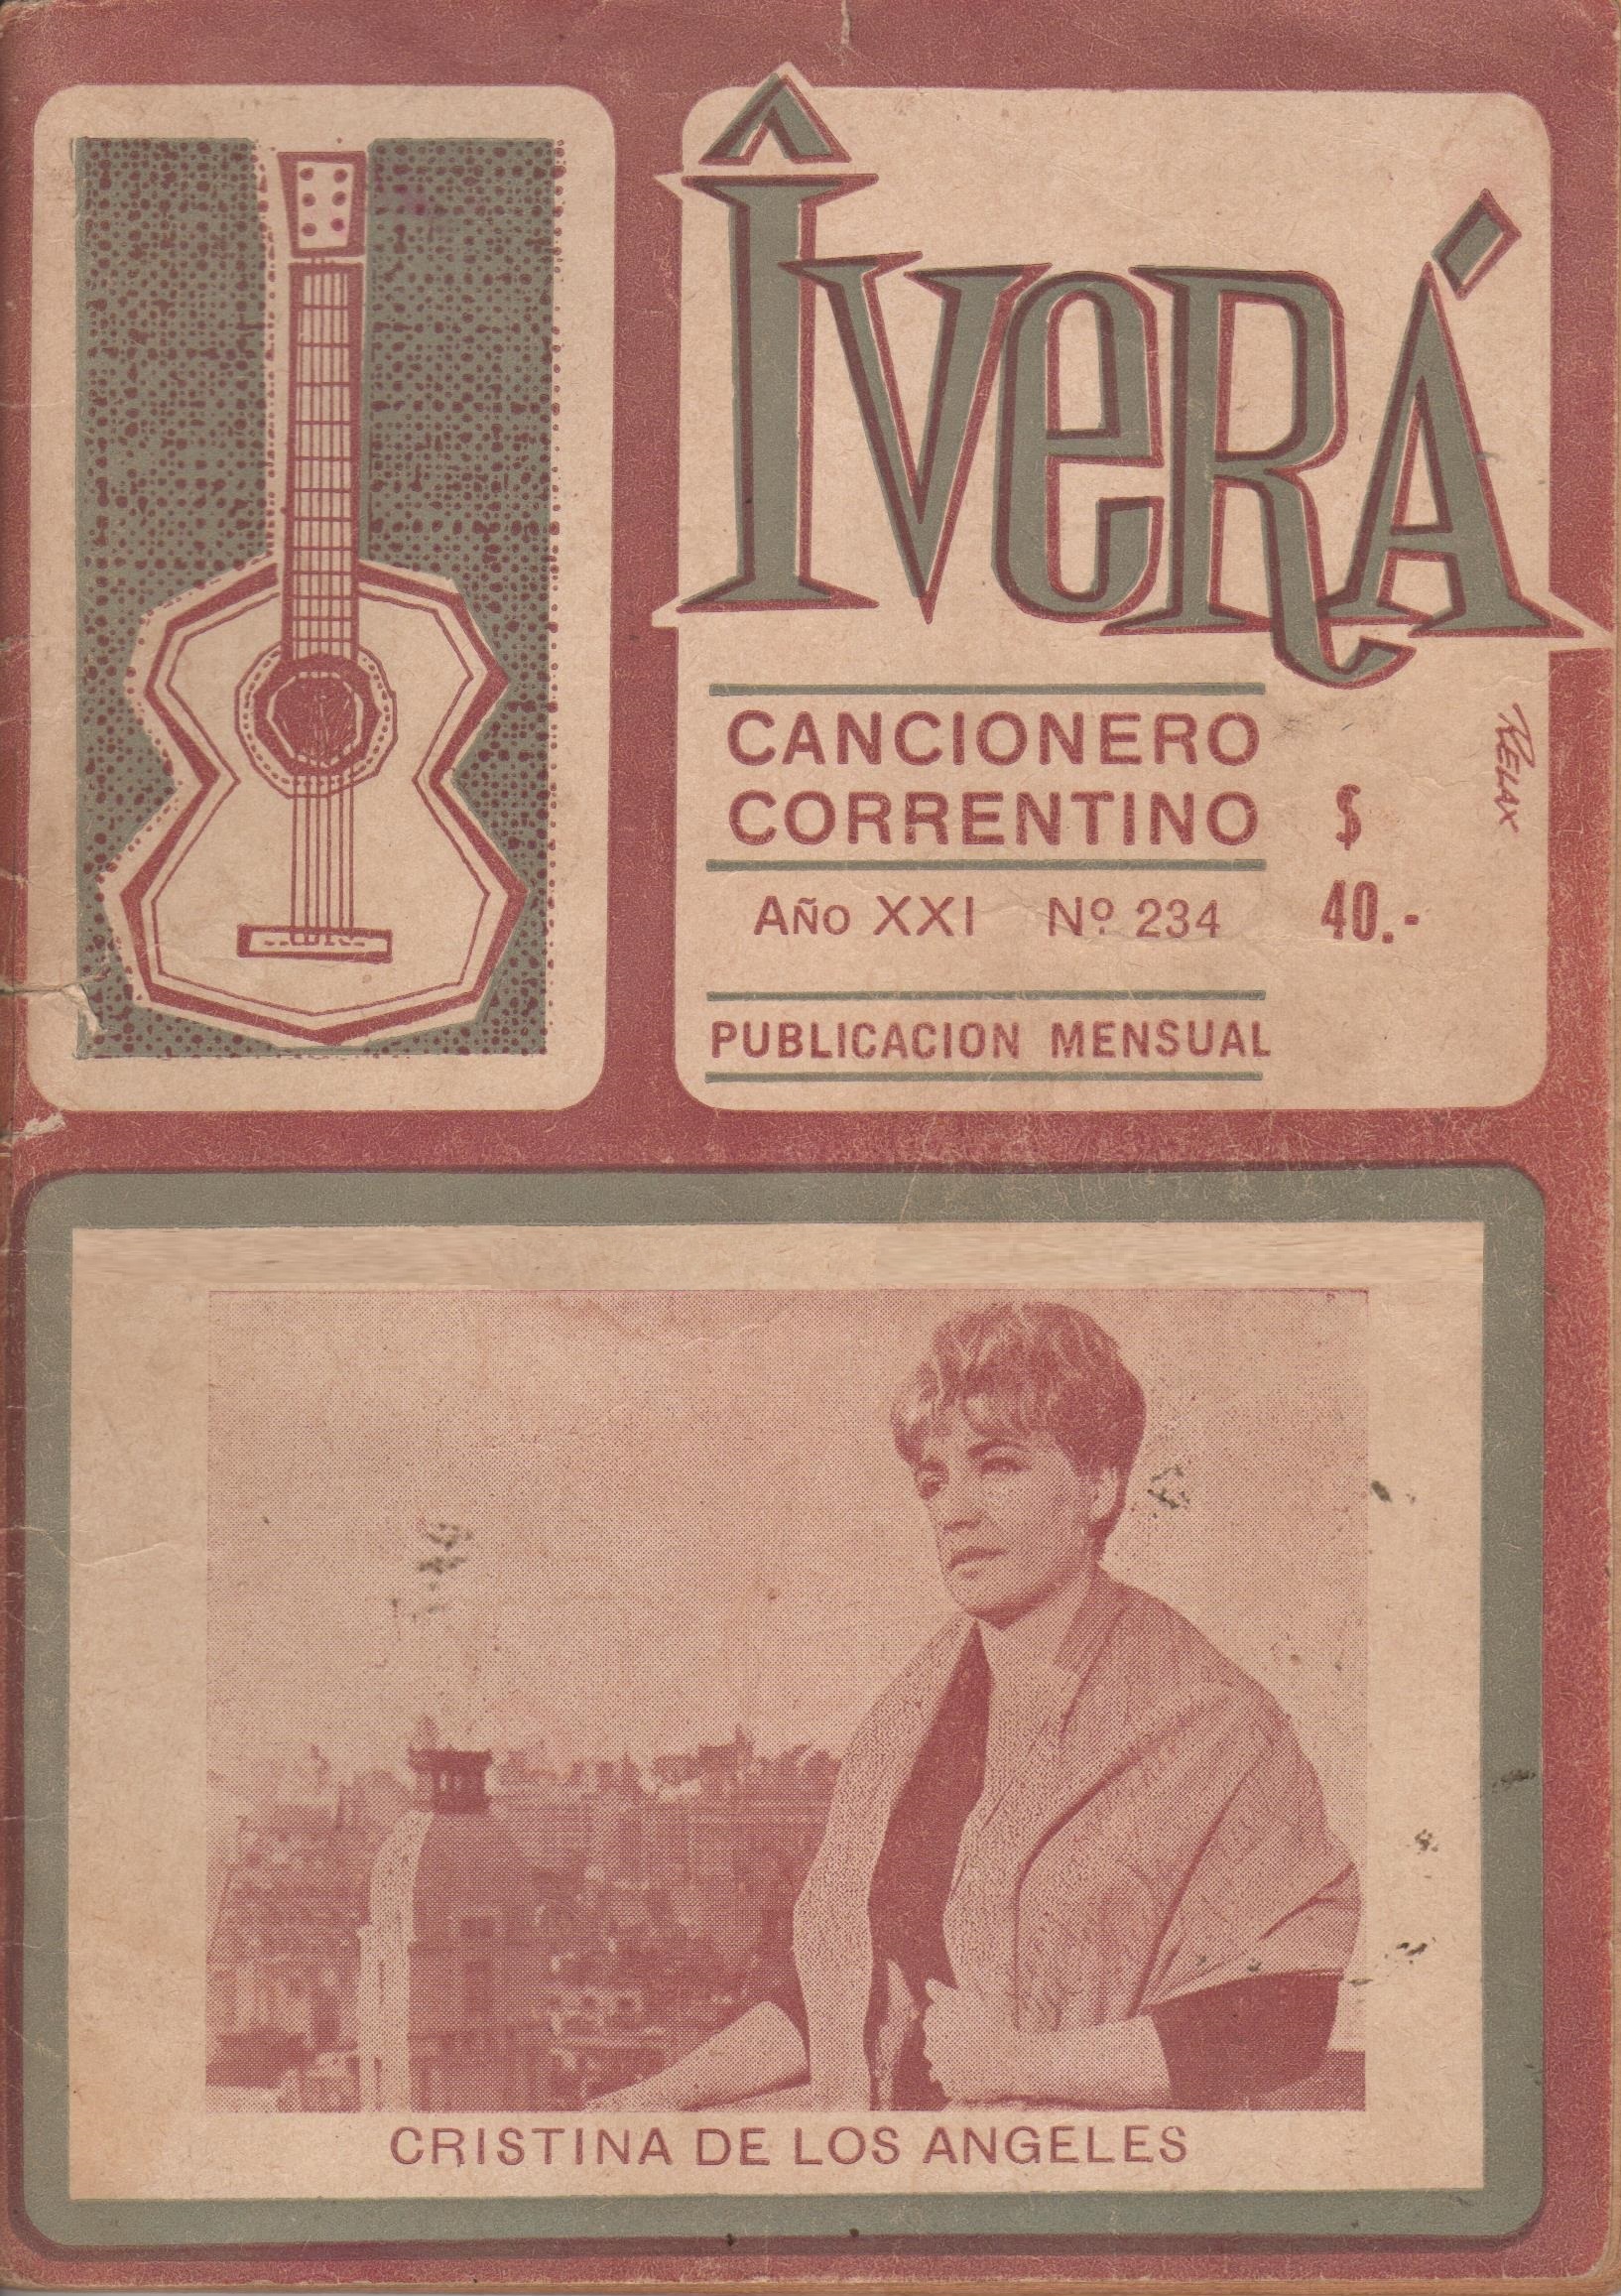 ÎVERÁ
CANCIONERO
CORRENTINO
$
40.-
RELAX
Año XXI Nº 234
PUBLICACION MENSUAL
CRISTINA DE LOS ANGELES